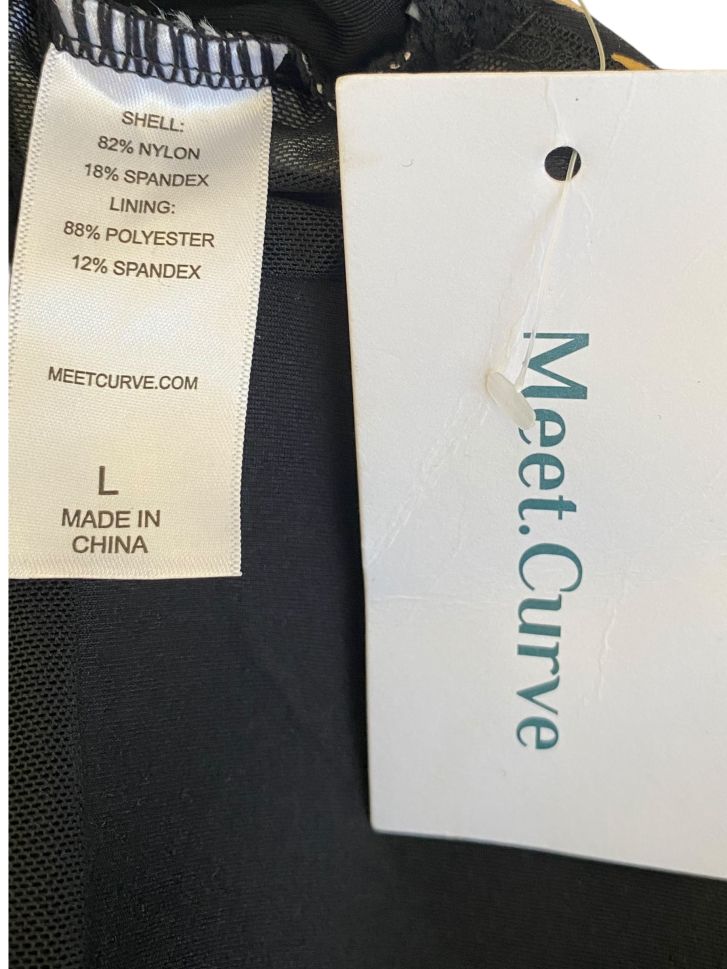 SHELL:
82% NYLON
18% SPANDEX
LINING:
88% POLYESTER
12% SPANDEX
MEETCURVE.COM
L
MADE IN
CHINA
Meet.Curve